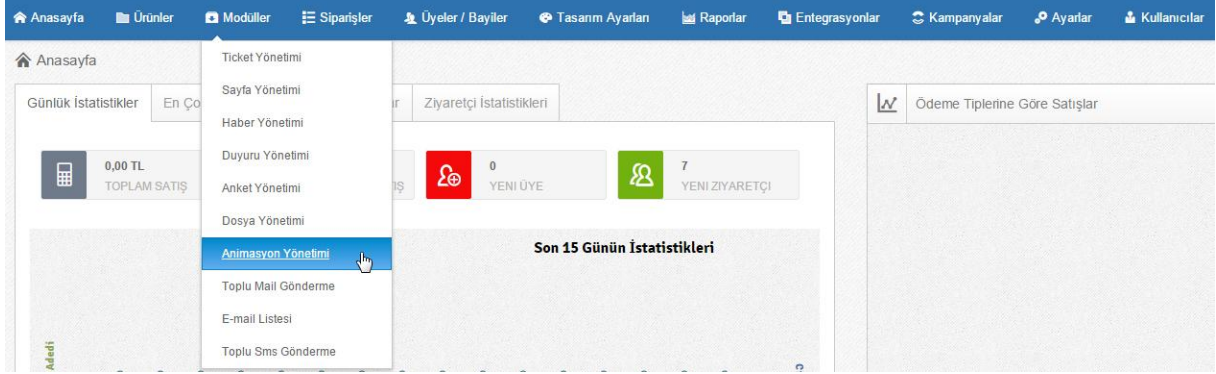 Anasayfa Ürünler Modüller Siparişler Üyeler / Bayiler Tasarım Ayarları Raporlar Entegrasyonlar Kampanyalar Ayarlar Kullanıcılar
Anasayfa
Ticket Yönetimi
Sayfa Yönetimi
Haber Yönetimi
Duyuru Yönetimi
Anket Yönetimi
Dosya Yönetimi
Animasyon Yönetimi
Toplu Mail Gönderme
E-mail Listesi
Toplu Sms Gönderme
Günlük İstatistikler En Ziyaretçi İstatistikleri
Ödeme Tiplerine Göre Satışlar
0,00 TL
TOPLAM SATIŞ
0
YENI ÜYE
7
YENI ZIYARETÇI
Son 15 Günün İstatistikleri
Adedi